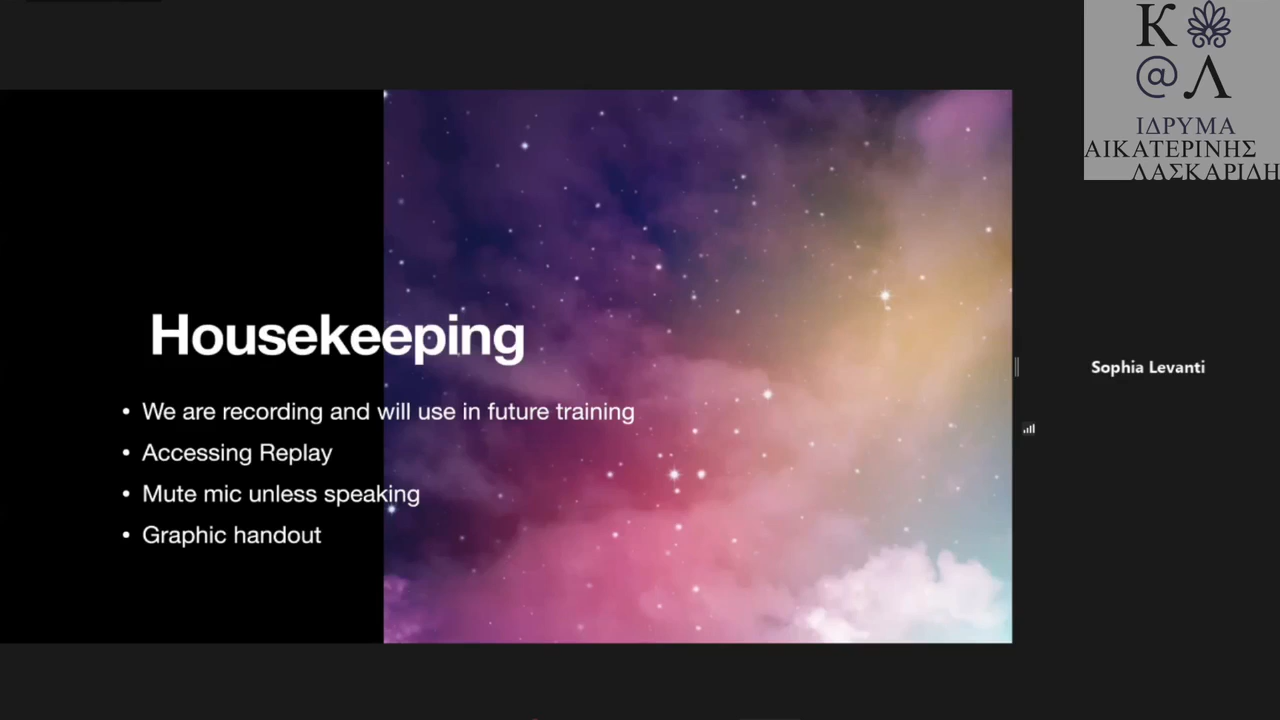 Κ
@Λ
ΙΔΡΥΜΑ
ΑΙΚΑΤΕΡΙΝΗΣ
ΛΑΣΚΑΡΙΔΗ
Housekeeping
• We are recording and will use in future training
• Accessing Replay
• Mute mic unless speaking
• Graphic handout
Sophia Levanti